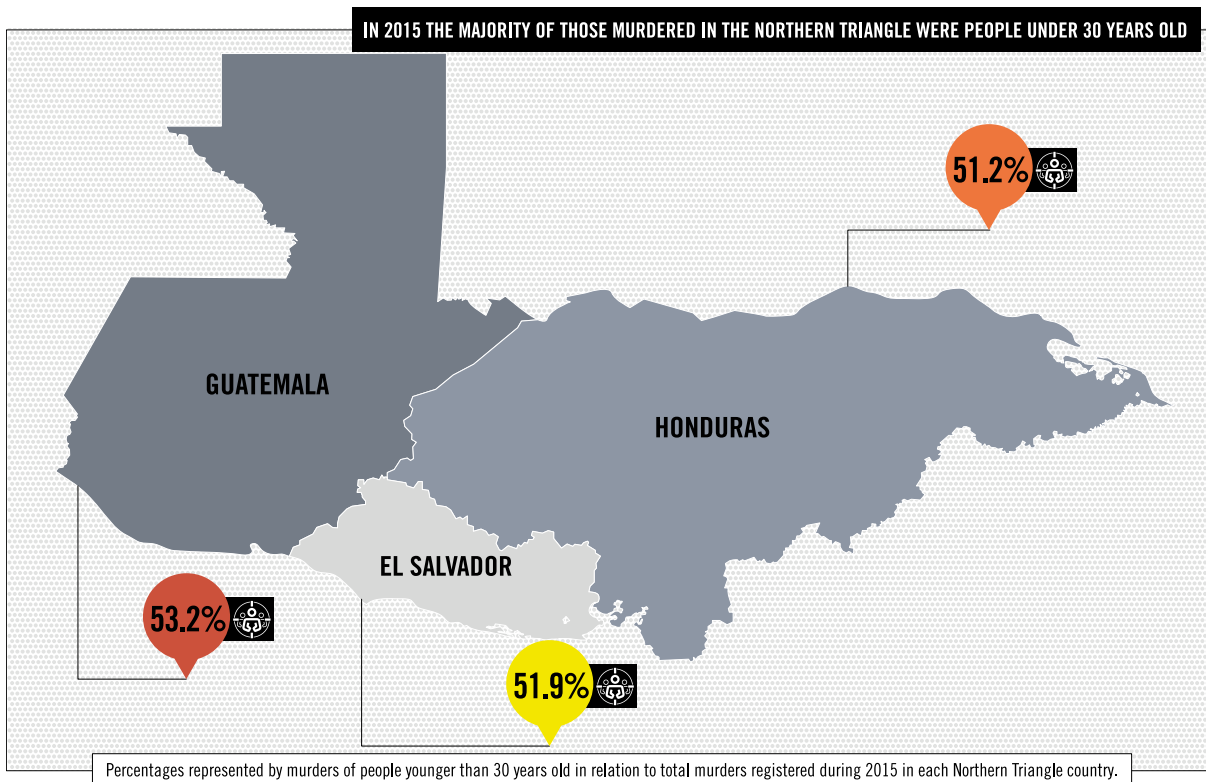 IN 2015 THE MAJORITY OF THOSE MURDERED IN THE NORTHERN TRIANGLE WERE PEOPLE UNDER 30 YEARS OLD
51.2%
GUATEMALA
HONDURAS
EL SALVADOR
53.2%
51.9%
Percentages represented by murders of people younger than 30 years old in relation to total murders registered during 2015 in each Northern Triangle country.